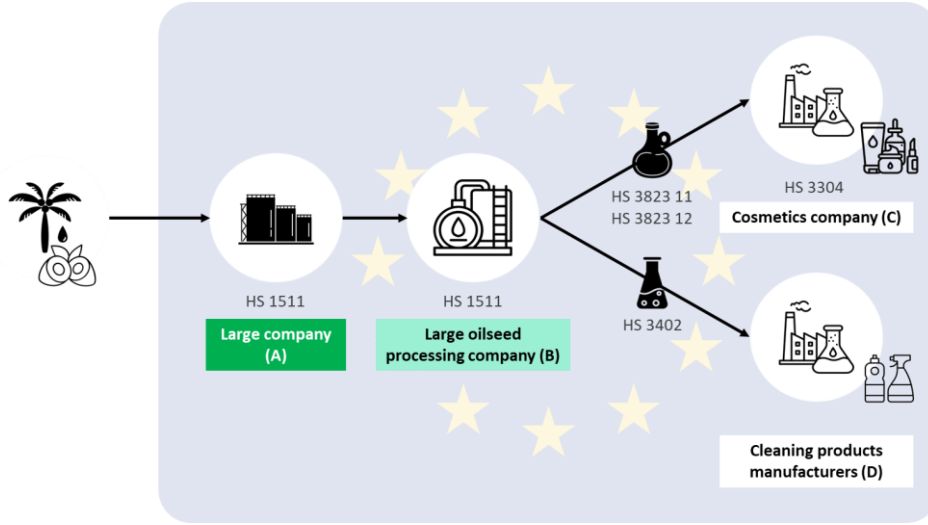 HS 1511
Large company
(A)
HS 1511
Large oilseed
processing company (B)
HS 3823 11
HS 3823 12
HS 3402
HS 3304
Cosmetics company (C)
Cleaning products
manufacturers (D)